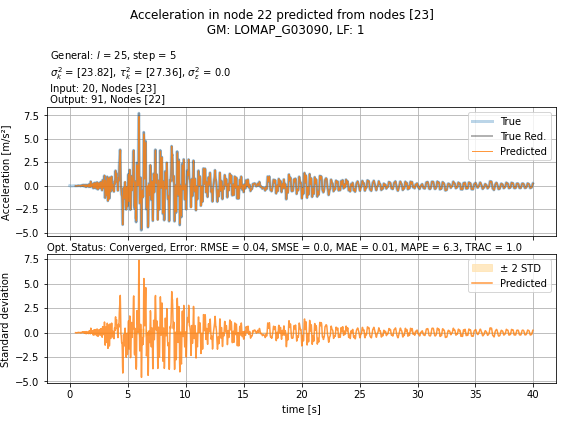 Acceleration in node 22 predicted from nodes [23]
GM: LOMAP_G03090, LF: 1
General: l = 25, step = 5
σ²ₖ = [23.82], τ²ₖ = [27.36], σ²ε = 0.0
Input: 20, Nodes [23]
Output: 91, Nodes [22]
Acceleration [m/s²]
7.5
5.0
2.5
0.0
−2.5
−5.0
True
True Red.
Predicted
Opt. Status: Converged, Error: RMSE = 0.04, SMSE = 0.0, MAE = 0.01, MAPE = 6.3, TRAC = 1.0
Standard deviation
7.5
5.0
2.5
0.0
−2.5
−5.0
± 2 STD
Predicted
0 5 10 15 20 25 30 35 40
time [s]